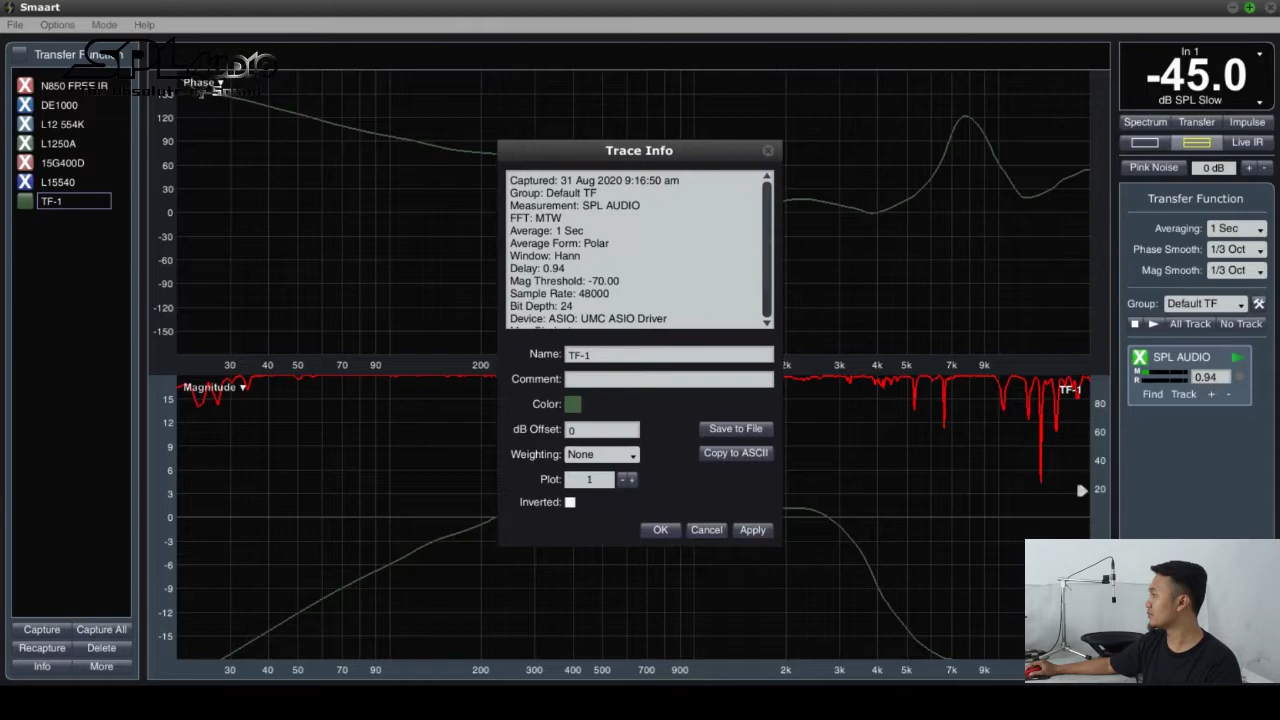 Smaart
File Options Mode Help
SPL AUDIO
Transfer Function
N850 FREE IR
DE1000
L12 554K
L1250A
15G400D
L15540
TF-1
Capture Capture All
Recapture Delete
Info More
Phase
150
120
90
60
30
0
-30
-60
-90
-120
-150
30 40 50 70 90 200 2k 3k 4k 5k 7k 9k
Magnitude
TF-1
15
12
9
6
3
0
-3
-6
-9
-12
-15
80
60
40
20
30 40 50 70 90 200 300 400 500 700 900 2k 3k 4k 5k 7k 9k
Trace Info
Captured: 31 Aug 2020 9:16:50 am
Group: Default TF
Measurement: SPL AUDIO
FFT: MTW
Average: 1 Sec
Average Form: Polar
Window: Hann
Delay: 0.94
Mag Threshold: -70.00
Sample Rate: 48000
Bit Depth: 24
Device: ASIO: UMC ASIO Driver
Name: TF-1
Comment:
Color:
dB Offset: 0 Save to File
Weighting: None Copy to ASCII
Plot: 1 - +
Inverted:
OK Cancel Apply
In 1
-45.0
dB SPL Slow
Spectrum Transfer Impulse
Live IR
Pink Noise 0 dB + -
Transfer Function
Averaging: 1 Sec
Phase Smooth: 1/3 Oct
Mag Smooth: 1/3 Oct
Group: Default TF
All Track No Track
SPL AUDIO
M
R 0.94
Find Track + -